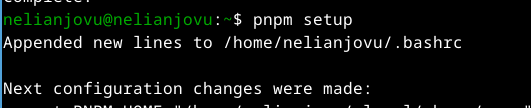 nelianjovu@nelianjovu:~$ pnpm setup
Appended new lines to /home/nelianjovu/.bashrc
Next configuration changes were made: